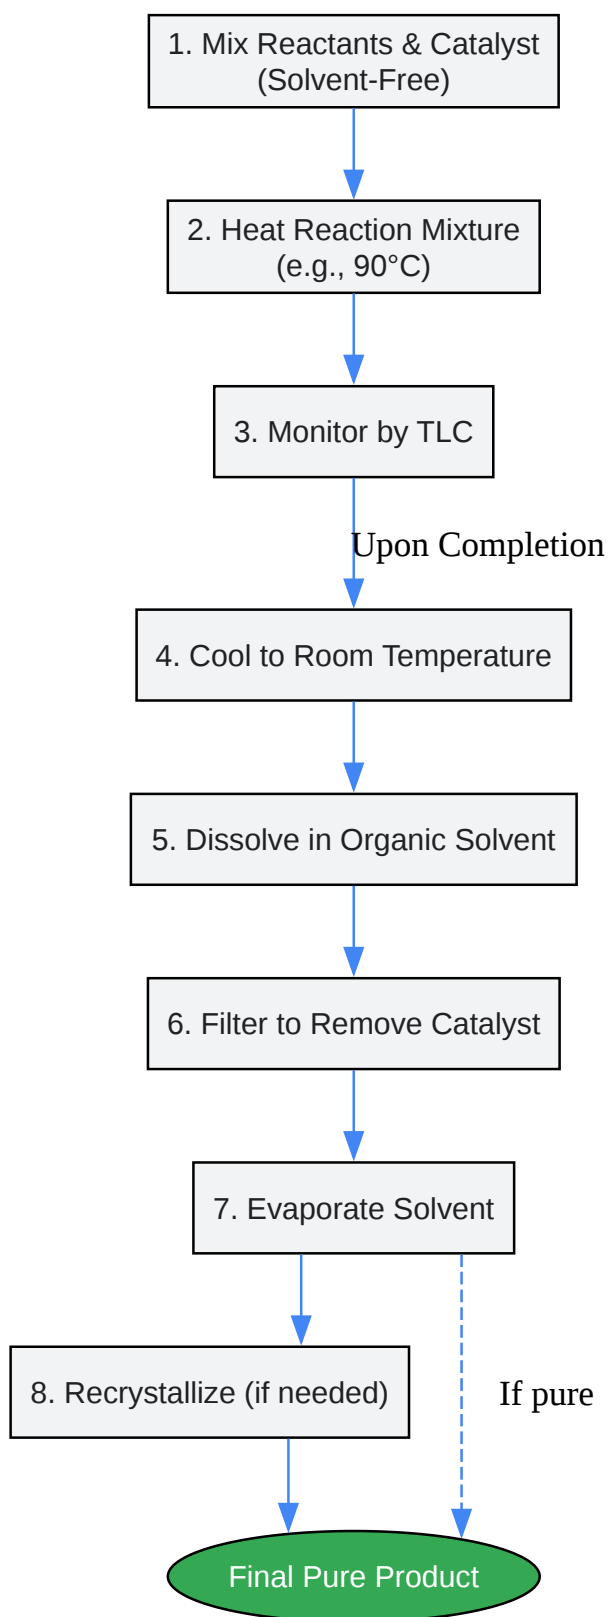 1. Mix Reactants & Catalyst
(Solvent-Free)
2. Heat Reaction Mixture
(e.g., 90°C)
3. Monitor by TLC
Upon Completion
4. Cool to Room Temperature
5. Dissolve in Organic Solvent
6. Filter to Remove Catalyst
7. Evaporate Solvent
8. Recrystallize (if needed)
If pure
Final Pure Product